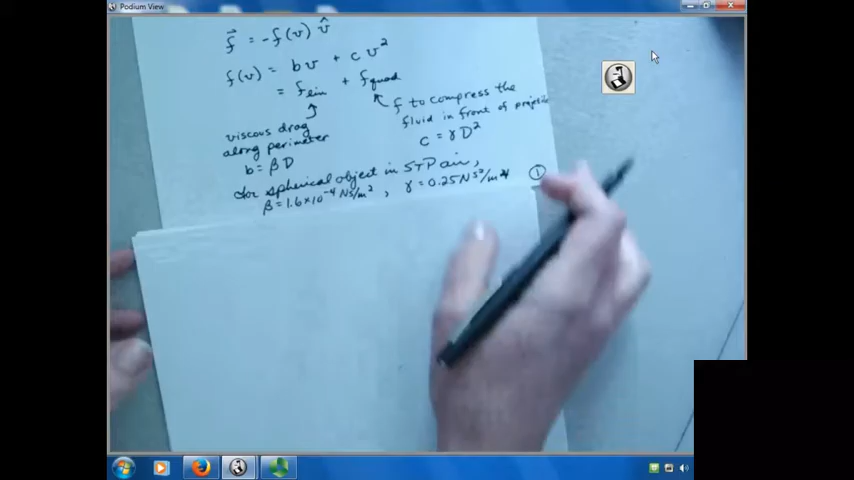 Podium View
f⃗ = -f(v) v̂
f(v) = bv + cv²
= f_lin + f_quad
viscous drag
along perimeter
b = βD
f to compress the
fluid in front of projectile
c = γD²
for spherical object in STP air,
β = 1.6×10⁻⁴ Ns/m², γ = 0.25 Ns²/m⁴ ①